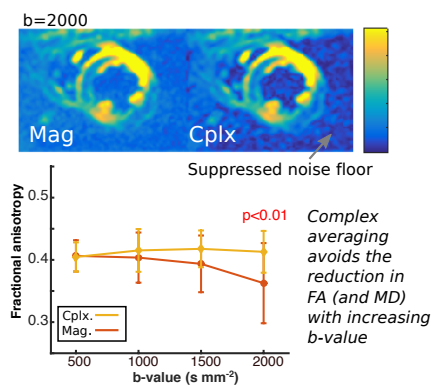 b=2000
Mag
Cplx
Suppressed noise floor
0.5
0.4
0.3
Fractional anisotropy
p<0.01
Cplx.
Mag.
500 1000 1500 2000
b-value (s mm⁻²)
Complex
averaging
avoids the
reduction in
FA (and MD)
with increasing
b-value